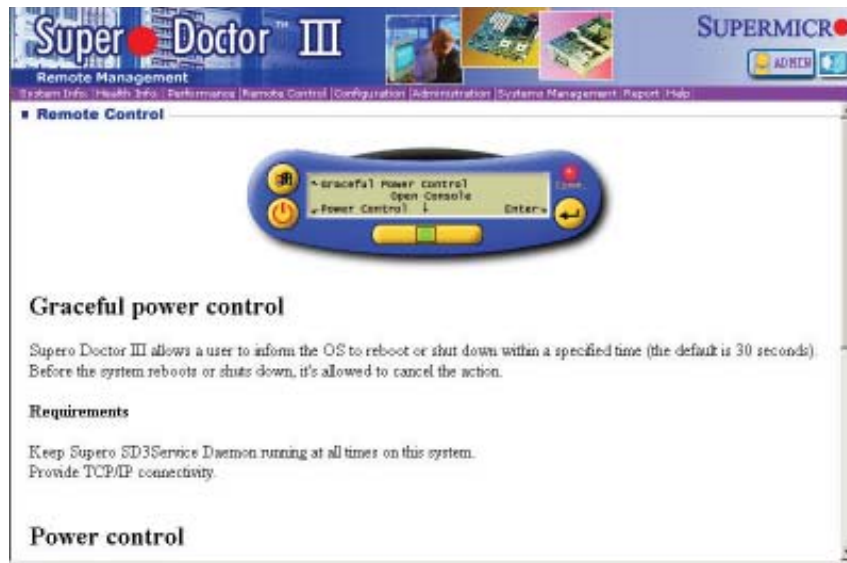 Super Doctor ™ III
SUPERMICR
Remote Management
ADMIN
System Info. | Health Info. | Performance | Remote Control | Configuration | Administration | Systems Management | Report | Help
Remote Control
Graceful Power Control
Open Console
Power Control
Enter
Graceful power control
Supero Doctor III allows a user to inform the OS to reboot or shut down within a specified time (the default is 30 seconds).
Before the system reboots or shuts down, it's allowed to cancel the action.
Requirements
Keep Supero SD3Service Daemon running at all times on this system.
Provide TCP/IP connectivity.
Power control